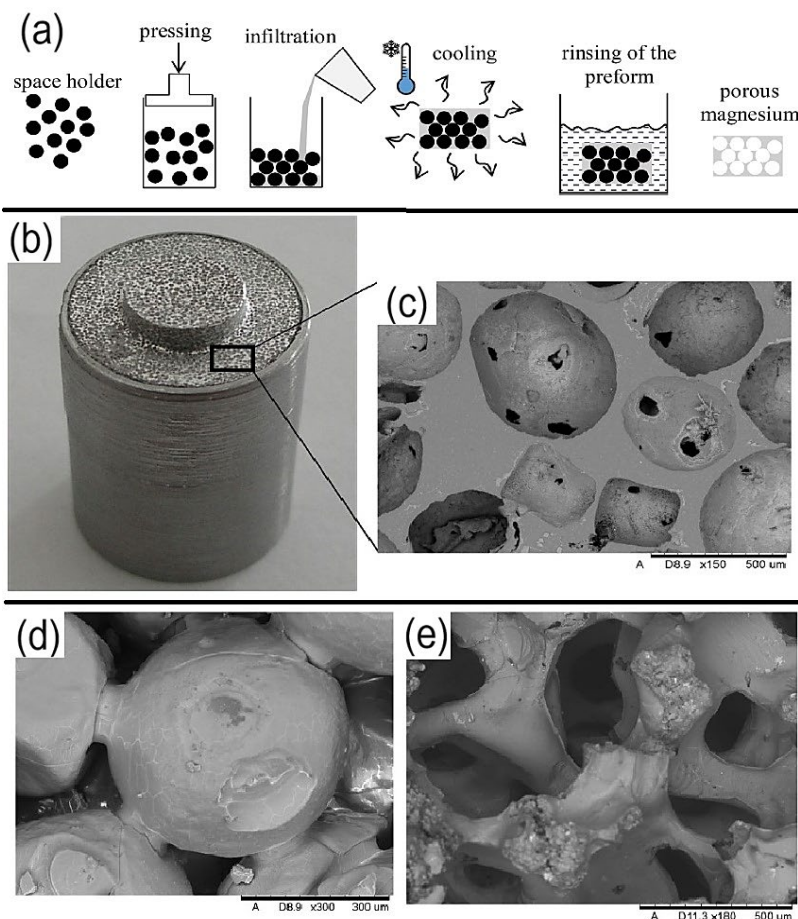 (a)
space holder
pressing
infiltration
cooling
rinsing of the
preform
porous
magnesium
(b)
(c)
A D8.9 x150 500 um
(d)
(e)
A D8.9 x300 300 um
A D11.3 x180 500 um